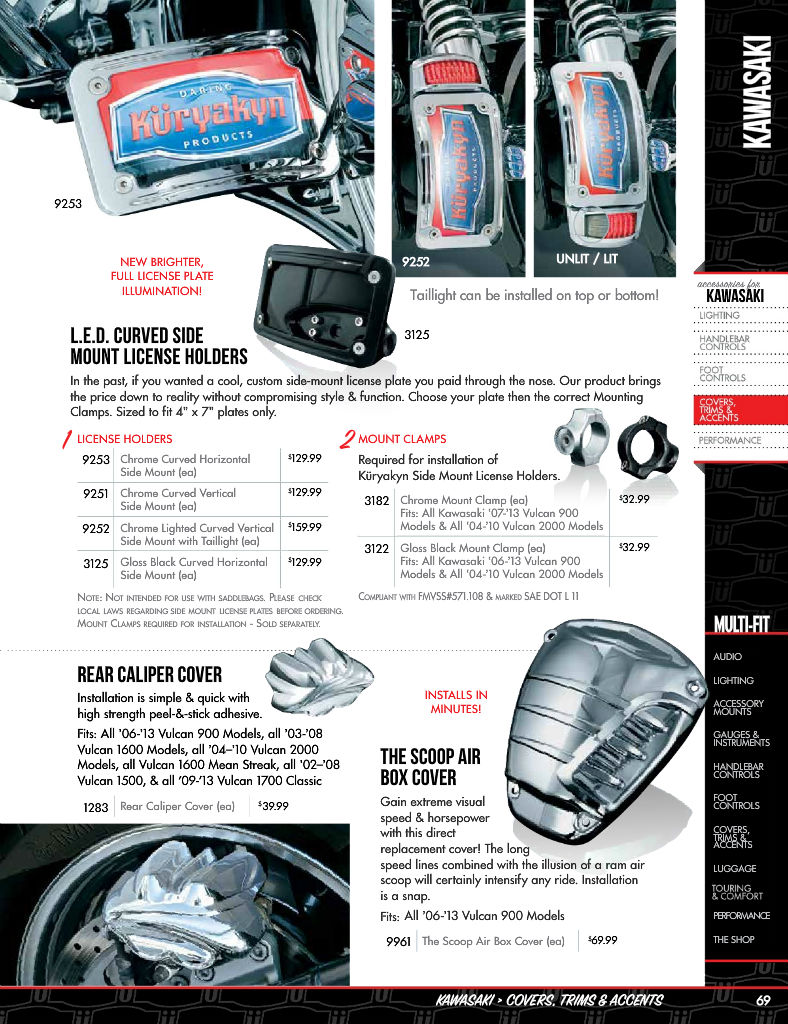 DARING
Küryakyn
PRODUCTS
DARING
Küryakyn
PRODUCTS
DARING
Küryakyn
PRODUCTS
9253
9252
UNLIT / LIT
NEW BRIGHTER,
FULL LICENSE PLATE
ILLUMINATION!
Taillight can be installed on top or bottom!
3125
L.E.D. CURVED SIDE
MOUNT LICENSE HOLDERS
In the past, if you wanted a cool, custom side-mount license plate you paid through the nose. Our product brings
the price down to reality without compromising style & function. Choose your plate then the correct Mounting
Clamps. Sized to fit 4" x 7" plates only.
1 LICENSE HOLDERS
9253 Chrome Curved Horizontal $129.99
Side Mount (ea)
9251 Chrome Curved Vertical $129.99
Side Mount (ea)
9252 Chrome Lighted Curved Vertical $159.99
Side Mount with Taillight (ea)
3125 Gloss Black Curved Horizontal $129.99
Side Mount (ea)
NOTE: NOT INTENDED FOR USE WITH SADDLEBAGS. PLEASE CHECK
LOCAL LAWS REGARDING SIDE MOUNT LICENSE PLATES BEFORE ORDERING.
MOUNT CLAMPS REQUIRED FOR INSTALLATION - SOLD SEPARATELY.
2 MOUNT CLAMPS
Required for installation of
Küryakyn Side Mount License Holders.
3182 Chrome Mount Clamp (ea) $32.99
Fits: All Kawasaki '07-'13 Vulcan 900
Models & All '04-'10 Vulcan 2000 Models
3122 Gloss Black Mount Clamp (ea) $32.99
Fits: All Kawasaki '06-'13 Vulcan 900
Models & All '04-'10 Vulcan 2000 Models
COMPLIANT WITH FMVSS#571.108 & MARKED SAE DOT L 11
REAR CALIPER COVER
Installation is simple & quick with
high strength peel-&-stick adhesive.
Fits: All '06-'13 Vulcan 900 Models, all '03-'08
Vulcan 1600 Models, all '04–'10 Vulcan 2000
Models, all Vulcan 1600 Mean Streak, all '02–'08
Vulcan 1500, & all '09-'13 Vulcan 1700 Classic
1283 Rear Caliper Cover (ea) $39.99
INSTALLS IN
MINUTES!
THE SCOOP AIR
BOX COVER
Gain extreme visual
speed & horsepower
with this direct
replacement cover! The long
speed lines combined with the illusion of a ram air
scoop will certainly intensify any ride. Installation
is a snap.
Fits: All '06-'13 Vulcan 900 Models
9961 The Scoop Air Box Cover (ea) $69.99
KAWASAKI
accessories for
KAWASAKI
LIGHTING
HANDLEBAR
CONTROLS
FOOT
CONTROLS
COVERS,
TRIMS &
ACCENTS
PERFORMANCE
MULTI-FIT
AUDIO
LIGHTING
ACCESSORY
MOUNTS
GAUGES &
INSTRUMENTS
HANDLEBAR
CONTROLS
FOOT
CONTROLS
COVERS,
TRIMS &
ACCENTS
LUGGAGE
TOURING
& COMFORT
PERFORMANCE
THE SHOP
KAWASAKI > COVERS, TRIMS & ACCENTS 69